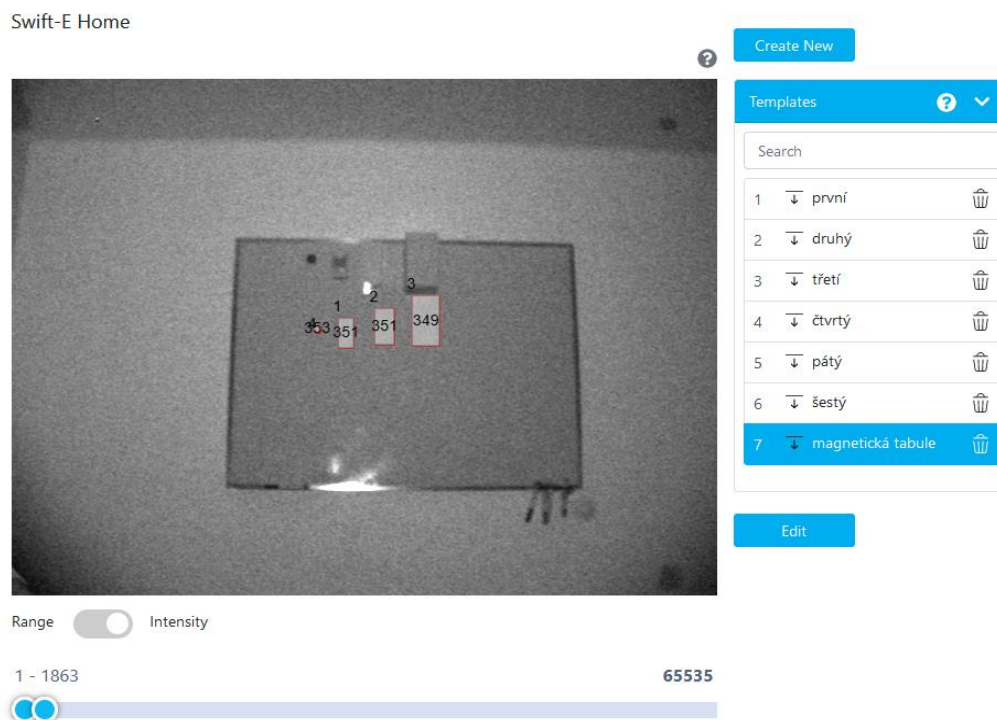 Swift-E Home
Create New
Templates
Search
1 první
2 druhý
3 třetí
4 čtvrtý
5 pátý
6 šestý
7 magnetická tabule
Edit
3
2
1
4
353 351 351 349
Range Intensity
1 - 1863 65535